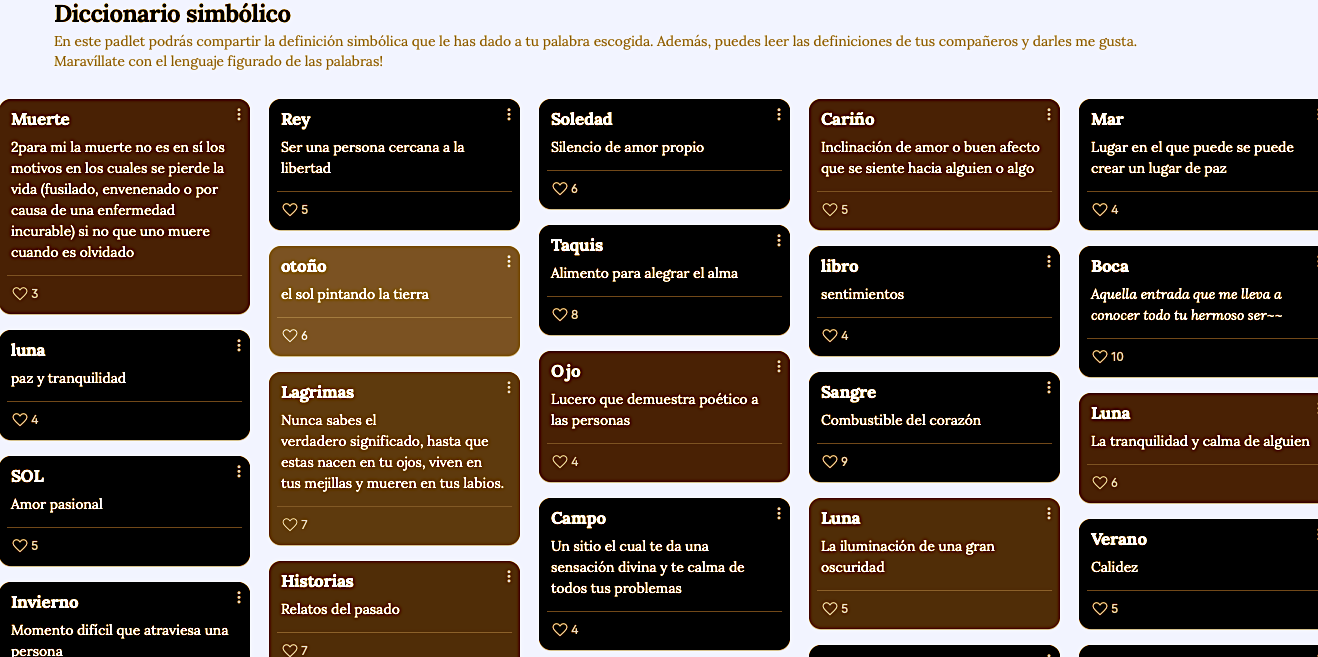 Diccionario simbólico
En este padlet podrás compartir la definición simbólica que le has dado a tu palabra escogida. Además, puedes leer las definiciones de tus compañeros y darles me gusta.
Maravíllate con el lenguaje figurado de las palabras!
Muerte
2para mi la muerte no es en sí los
motivos en los cuales se pierde la
vida (fusilado, envenenado o por
causa de una enfermedad
incurable) si no que uno muere
cuando es olvidado
3
luna
paz y tranquilidad
4
SOL
Amor pasional
5
Invierno
Momento difícil que atraviesa una
persona
Rey
Ser una persona cercana a la
libertad
5
otoño
el sol pintando la tierra
6
Lagrimas
Nunca sabes el
verdadero significado, hasta que
estas nacen en tu ojos, viven en
tus mejillas y mueren en tus labios.
7
Historias
Relatos del pasado
7
Soledad
Silencio de amor propio
6
Taquis
Alimento para alegrar el alma
8
Ojo
Lucero que demuestra poético a
las personas
4
Campo
Un sitio el cual te da una
sensación divina y te calma de
todos tus problemas
4
Cariño
Inclinación de amor o buen afecto
que se siente hacia alguien o algo
5
libro
sentimientos
4
Sangre
Combustible del corazón
9
Luna
La iluminación de una gran
oscuridad
5
Mar
Lugar en el que puede se puede
crear un lugar de paz
4
Boca
Aquella entrada que me lleva a
conocer todo tu hermoso ser~~
10
Luna
La tranquilidad y calma de alguien
6
Verano
Calidez
5